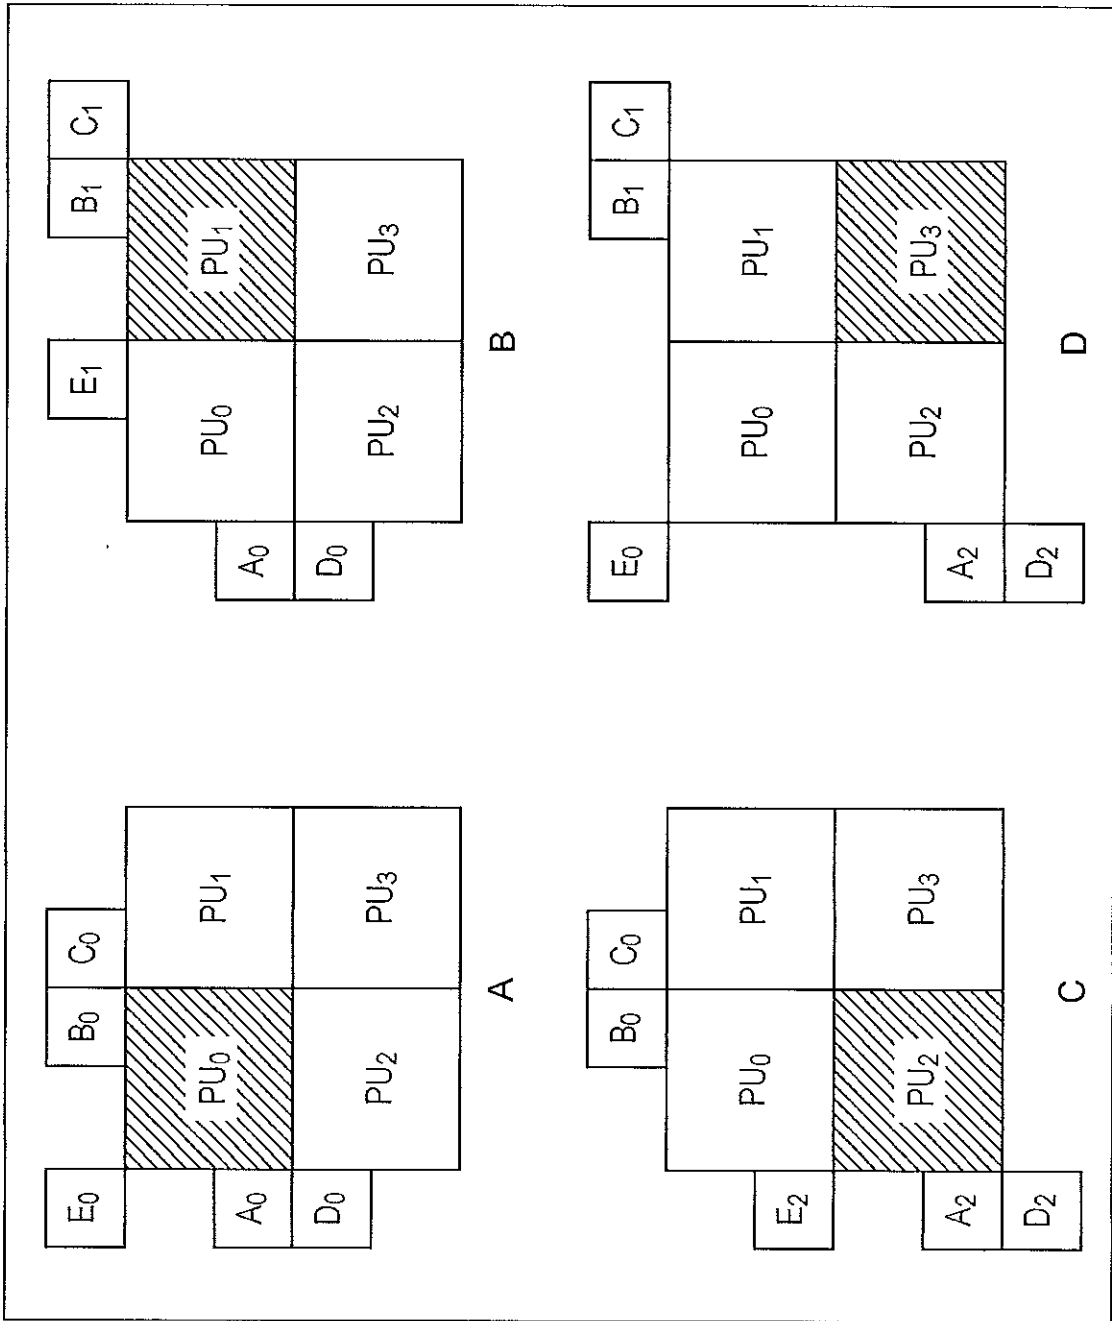 E₀ B₀ C₀
PU₀ PU₁
A₀
D₀
PU₂ PU₃
A
E₁ B₁ C₁
PU₀ PU₁
A₀
D₀
PU₂ PU₃
B
B₀ C₀
PU₀ PU₁
E₂
PU₂ PU₃
A₂
D₂
C
E₀ B₁ C₁
PU₀ PU₁
PU₂ PU₃
A₂
D₂
D